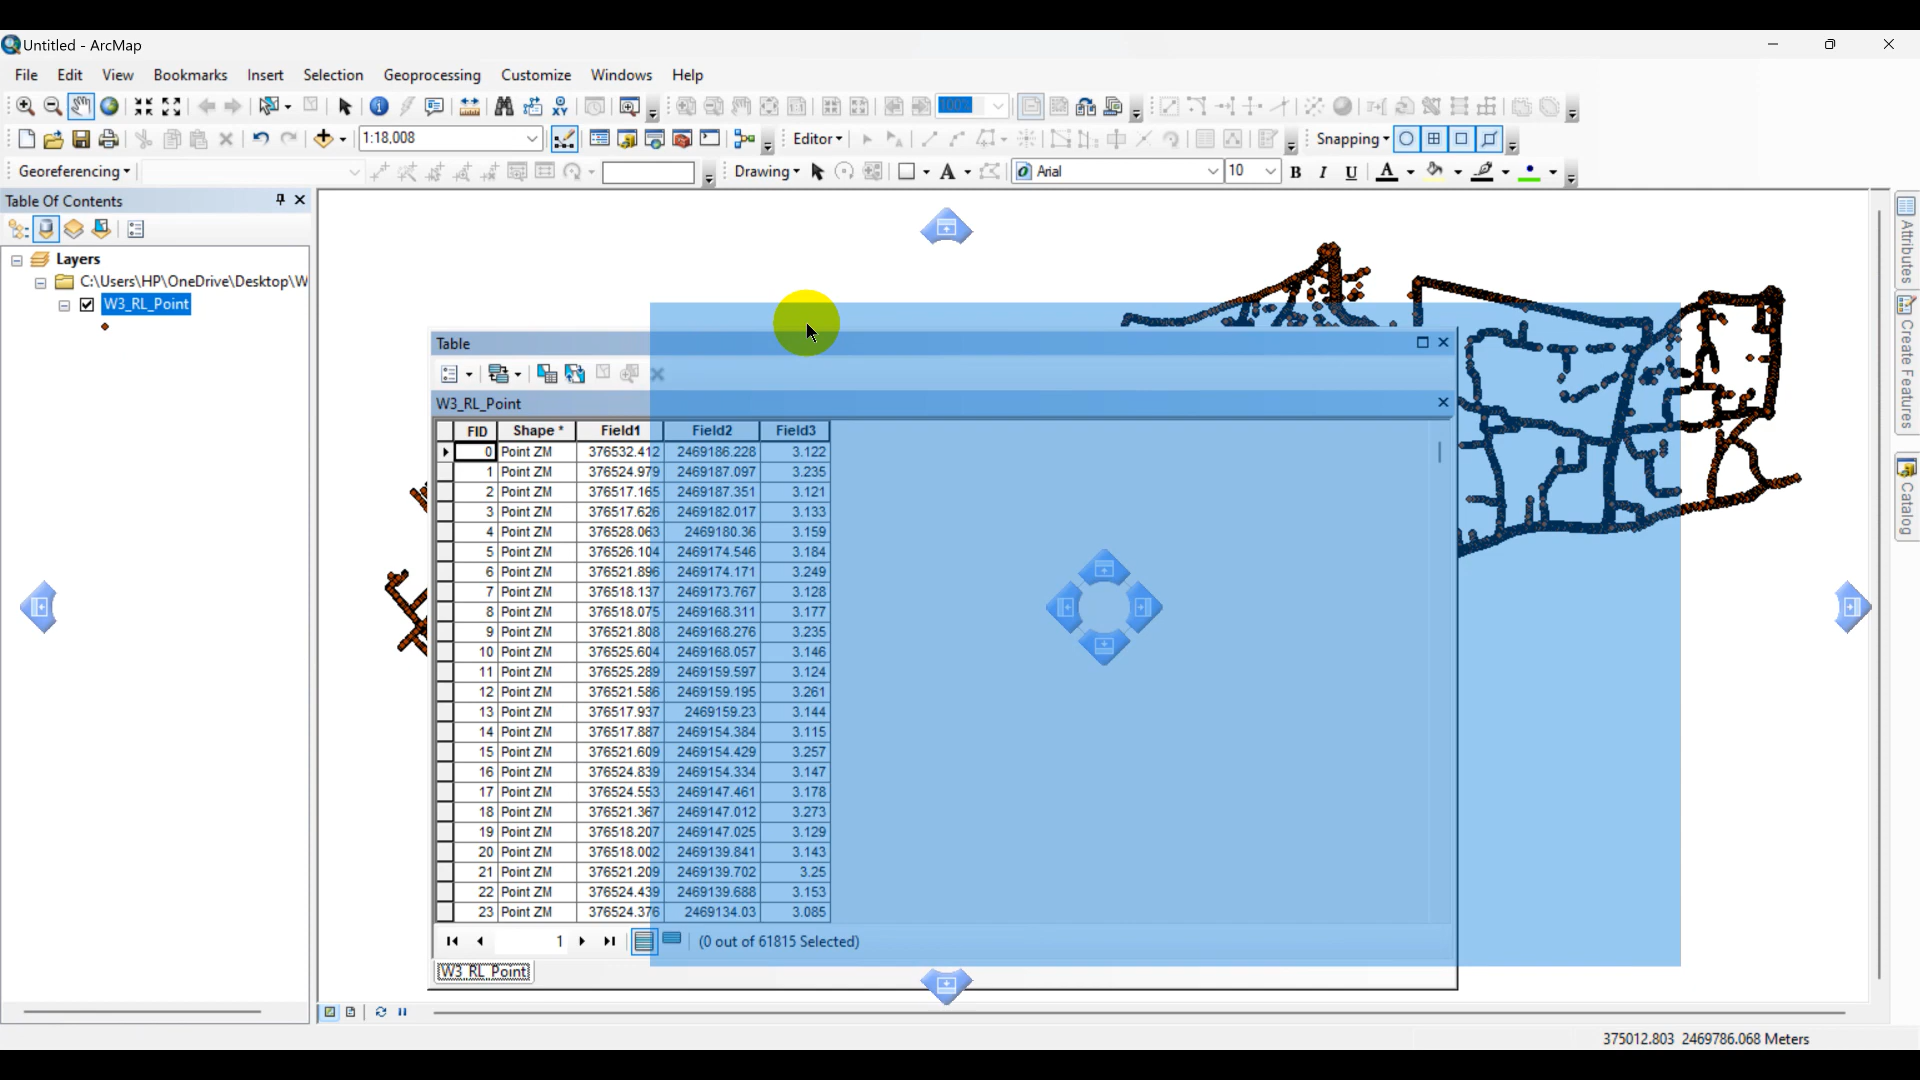 Untitled - ArcMap
File Edit View Bookmarks Insert Selection Geoprocessing Customize Windows Help
100%
1:18,008 Editor Snapping
Georeferencing Drawing Arial 10 B I U A
Table Of Contents
Layers
C:\Users\HP\OneDrive\Desktop\W
W3_RL_Point
Table
W3_RL_Point
FID Shape * Field1 Field2 Field3
0 Point ZM 376532.412 2469186.228 3.122
1 Point ZM 376524.979 2469187.097 3.235
2 Point ZM 376517.165 2469187.351 3.121
3 Point ZM 376517.626 2469182.017 3.133
4 Point ZM 376528.063 2469180.36 3.159
5 Point ZM 376526.104 2469174.546 3.184
6 Point ZM 376521.896 2469174.171 3.249
7 Point ZM 376518.137 2469173.767 3.128
8 Point ZM 376518.075 2469168.311 3.177
9 Point ZM 376521.808 2469168.276 3.235
10 Point ZM 376525.604 2469168.057 3.146
11 Point ZM 376525.289 2469159.597 3.124
12 Point ZM 376521.586 2469159.195 3.261
13 Point ZM 376517.937 2469159.23 3.144
14 Point ZM 376517.887 2469154.384 3.115
15 Point ZM 376521.609 2469154.429 3.257
16 Point ZM 376524.839 2469154.334 3.147
17 Point ZM 376524.553 2469147.461 3.178
18 Point ZM 376521.367 2469147.012 3.273
19 Point ZM 376518.207 2469147.025 3.129
20 Point ZM 376518.002 2469139.841 3.143
21 Point ZM 376521.209 2469139.702 3.25
22 Point ZM 376524.439 2469139.688 3.153
23 Point ZM 376524.376 2469134.03 3.085
1 (0 out of 61815 Selected)
W3_RL_Point
Attributes
Create Features
Catalog
375012.803 2469786.068 Meters